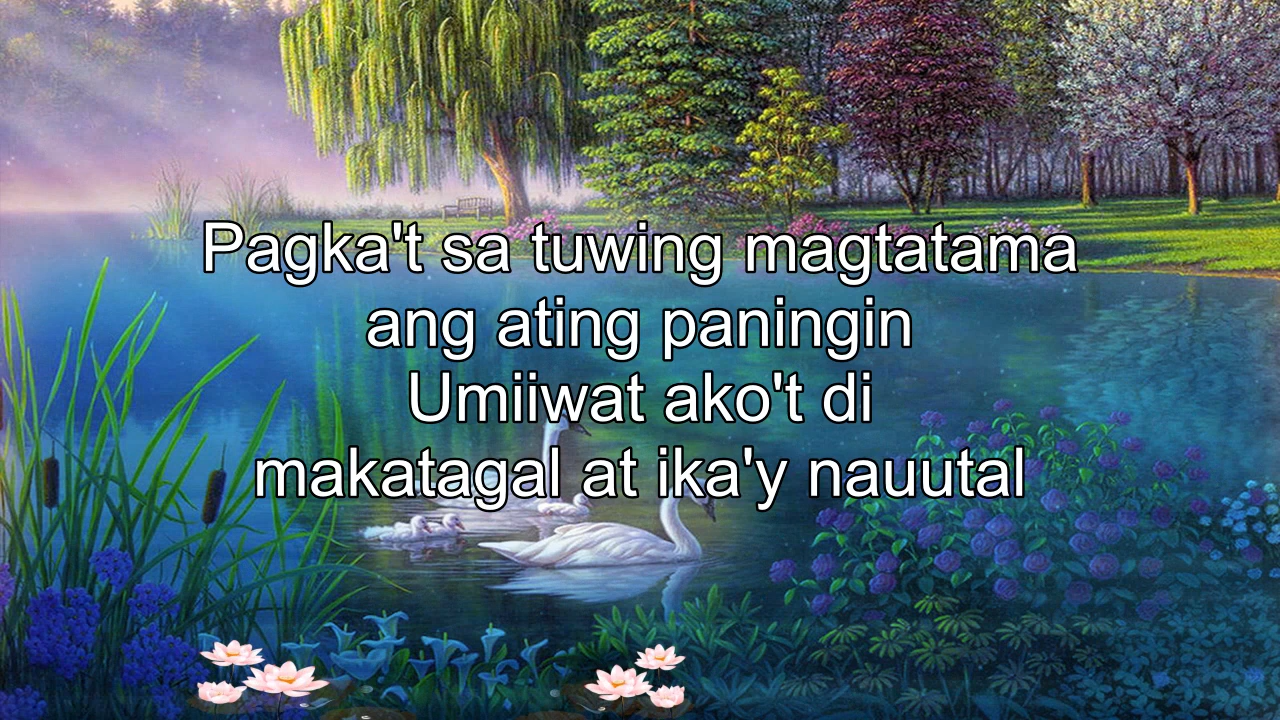 Pagka't sa tuwing magtatama
ang ating paningin
Umiiwat ako't di
makatagal at ika'y nauutal